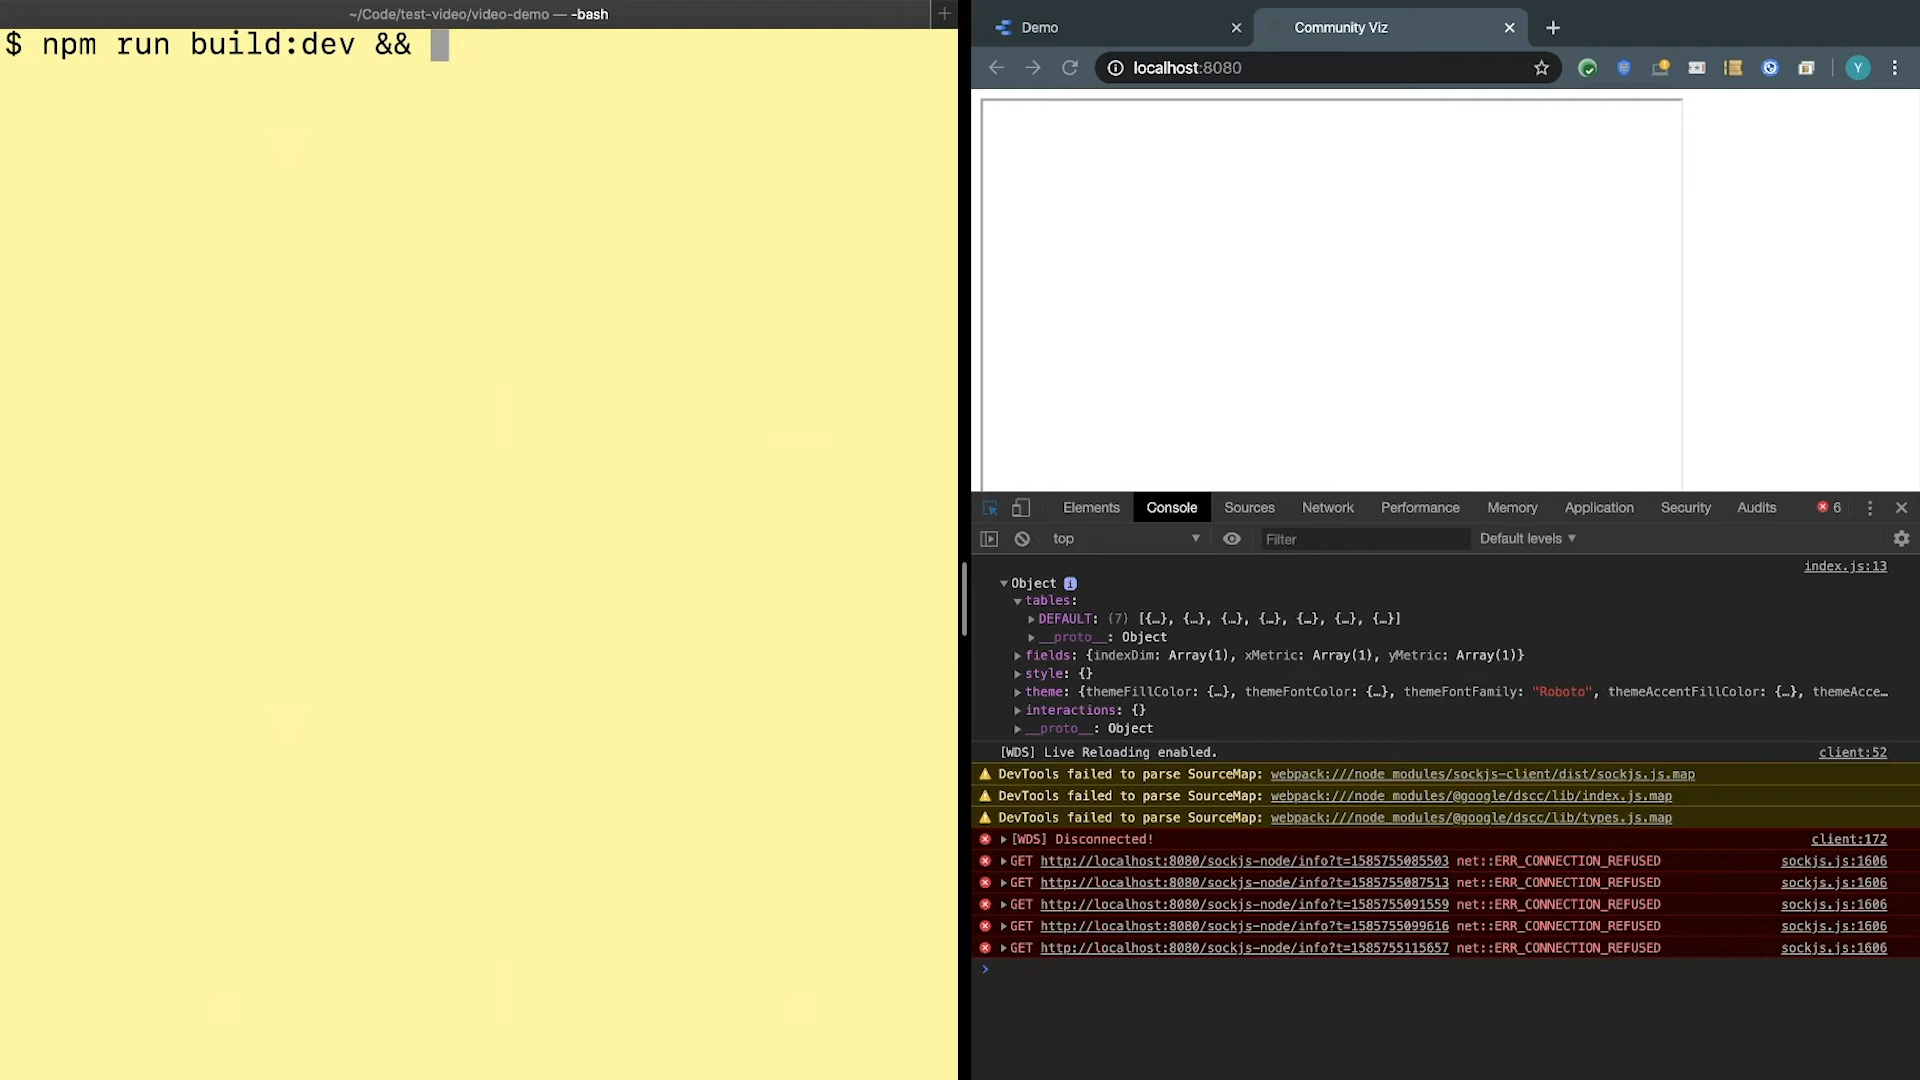 ~/Code/test-video/video-demo — -bash
$ npm run build:dev &&
Demo
Community Viz
localhost:8080
Y
Elements Console Sources Network Performance Memory Application Security Audits 6
top Filter Default levels
index.js:13
Object i
tables:
DEFAULT: (7) [{…}, {…}, {…}, {…}, {…}, {…}, {…}]
__proto__: Object
fields: {indexDim: Array(1), xMetric: Array(1), yMetric: Array(1)}
style: {}
theme: {themeFillColor: {…}, themeFontColor: {…}, themeFontFamily: "Roboto", themeAccentFillColor: {…}, themeAcce…
interactions: {}
__proto__: Object
[WDS] Live Reloading enabled. client:52
DevTools failed to parse SourceMap: webpack:///node_modules/sockjs-client/dist/sockjs.js.map
DevTools failed to parse SourceMap: webpack:///node_modules/@google/dscc/lib/index.js.map
DevTools failed to parse SourceMap: webpack:///node_modules/@google/dscc/lib/types.js.map
[WDS] Disconnected! client:172
GET http://localhost:8080/sockjs-node/info?t=1585755085503 net::ERR_CONNECTION_REFUSED sockjs.js:1606
GET http://localhost:8080/sockjs-node/info?t=1585755087513 net::ERR_CONNECTION_REFUSED sockjs.js:1606
GET http://localhost:8080/sockjs-node/info?t=1585755091559 net::ERR_CONNECTION_REFUSED sockjs.js:1606
GET http://localhost:8080/sockjs-node/info?t=1585755099616 net::ERR_CONNECTION_REFUSED sockjs.js:1606
GET http://localhost:8080/sockjs-node/info?t=1585755115657 net::ERR_CONNECTION_REFUSED sockjs.js:1606